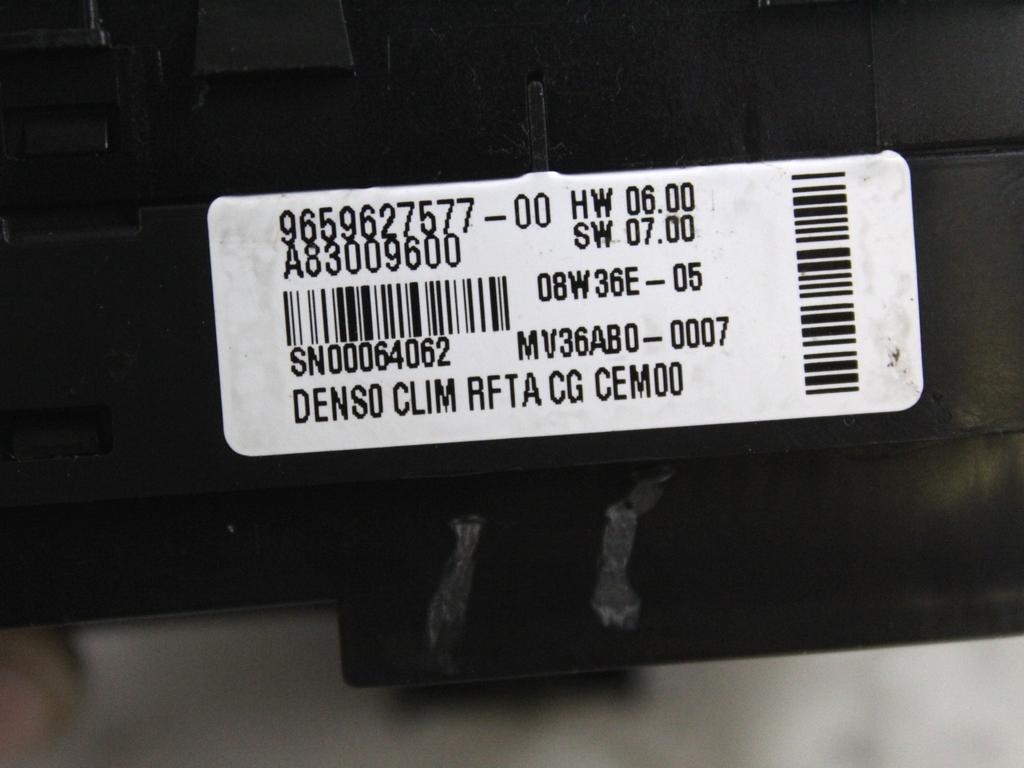 9659627577-00 HW 06.00
A83009600 SW 07.00
08W36E-05
SN00064062 MV36AB0-0007
DENSO CLIM RFTA CG CEM00